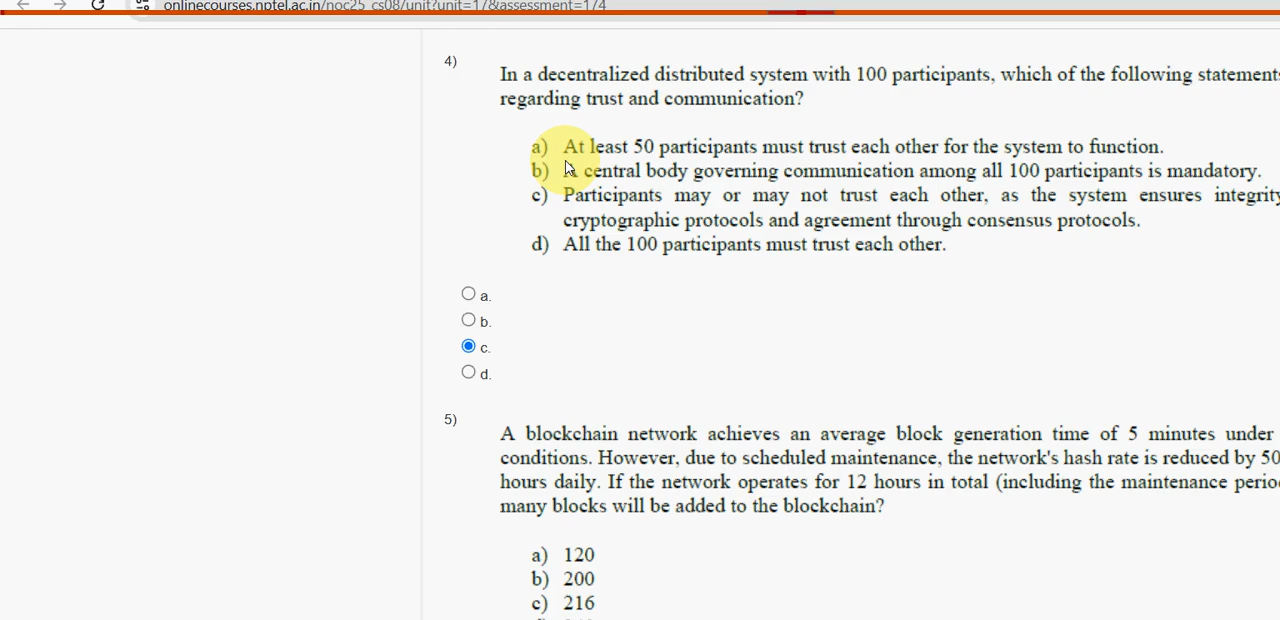 onlinecourses.nptel.ac.in/noc25_cs08/unit?unit=17&assessment=174
4)
In a decentralized distributed system with 100 participants, which of the following statements
regarding trust and communication?
a) At least 50 participants must trust each other for the system to function.
b) A central body governing communication among all 100 participants is mandatory.
c) Participants may or may not trust each other, as the system ensures integrity
cryptographic protocols and agreement through consensus protocols.
d) All the 100 participants must trust each other.
a.
b.
c.
d.
5)
A blockchain network achieves an average block generation time of 5 minutes under
conditions. However, due to scheduled maintenance, the network's hash rate is reduced by 50
hours daily. If the network operates for 12 hours in total (including the maintenance
many blocks will be added to the blockchain?
a) 120
b) 200
c) 216